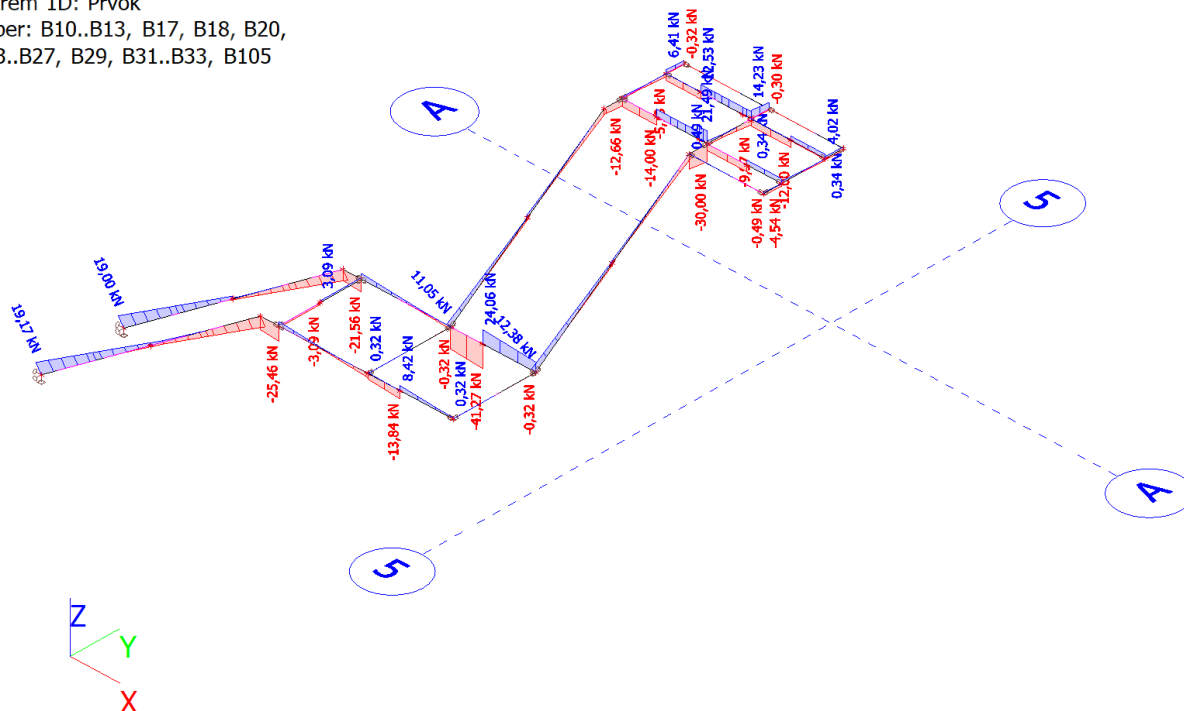 rem ID: Prvok
ber: B10..B13, B17, B18, B20,
3..B27, B29, B31..B33, B105
6,41 kN
-0,32 kN
12,53 kN
14,23 kN
-0,30 kN
A
21,49 kN
0,49 kN
0,34
4,02 kN
-12,66 kN
-14,00 kN
0,34 kN
5
-30,00 kN
-0,49 kN
-4,54 kN
19,00 kN
3,09 kN
11,05 kN
24,06 kN
12,38 kN
19,17 kN
-21,56 kN
-3,09 kN
0,32 kN
8,42 kN
-0,32 kN
0,32 kN
-41,27 kN
-0,32 kN
-25,46 kN
-13,84 kN
A
5
Z
Y
X